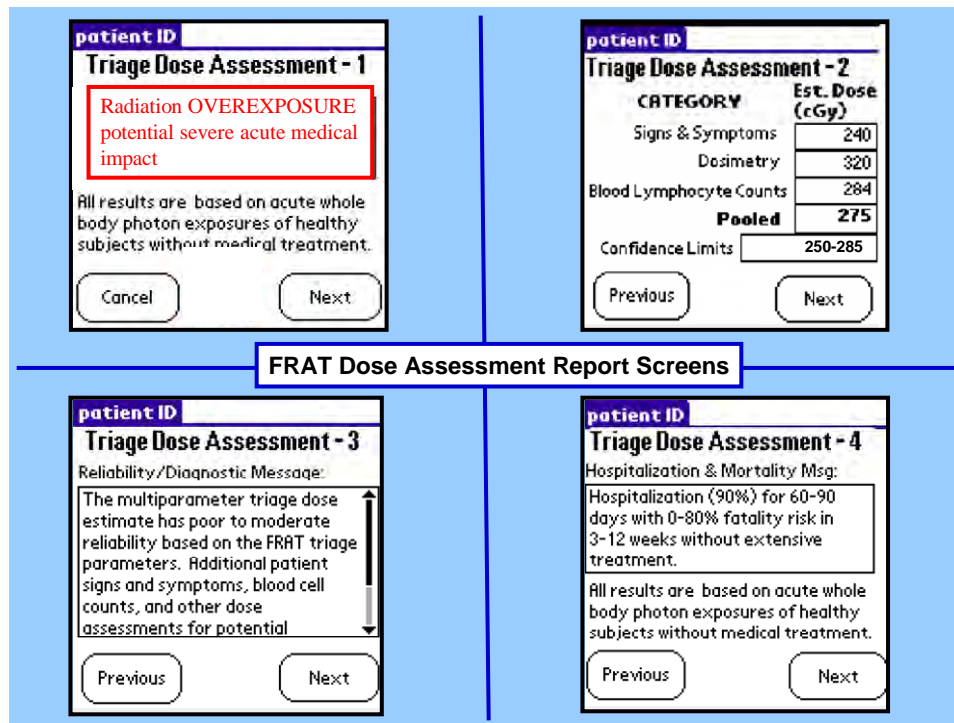 patient ID
Triage Dose Assessment - 1
Radiation OVEREXPOSURE
potential severe acute medical
impact
All results are based on acute whole
body photon exposures of healthy
subjects without medical treatment.
Cancel
Next
patient ID
Triage Dose Assessment - 2
CATEGORY
Est. Dose
(cGy)
Signs & Symptoms 240
Dosimetry 320
Blood Lymphocyte Counts 284
Pooled 275
Confidence Limits 250-285
Previous
Next
FRAT Dose Assessment Report Screens
patient ID
Triage Dose Assessment - 3
Reliability/Diagnostic Message:
The multiparameter triage dose
estimate has poor to moderate
reliability based on the FRAT triage
parameters. Additional patient
signs and symptoms, blood cell
counts, and other dose
assessments for potential
Previous
Next
patient ID
Triage Dose Assessment - 4
Hospitalization & Mortality Msg:
Hospitalization (90%) for 60-90
days with 0-80% fatality risk in
3-12 weeks without extensive
treatment.
All results are based on acute whole
body photon exposures of healthy
subjects without medical treatment.
Previous
Next